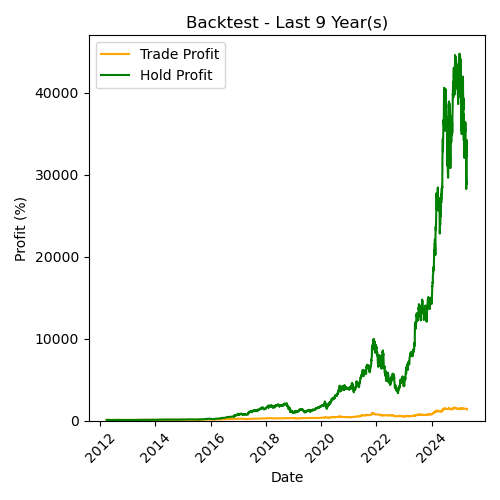 Backtest - Last 9 Year(s)
Trade Profit
Hold Profit
Profit (%)
40000
30000
20000
10000
0
2012
2014
2016
2018
2020
2022
2024
Date